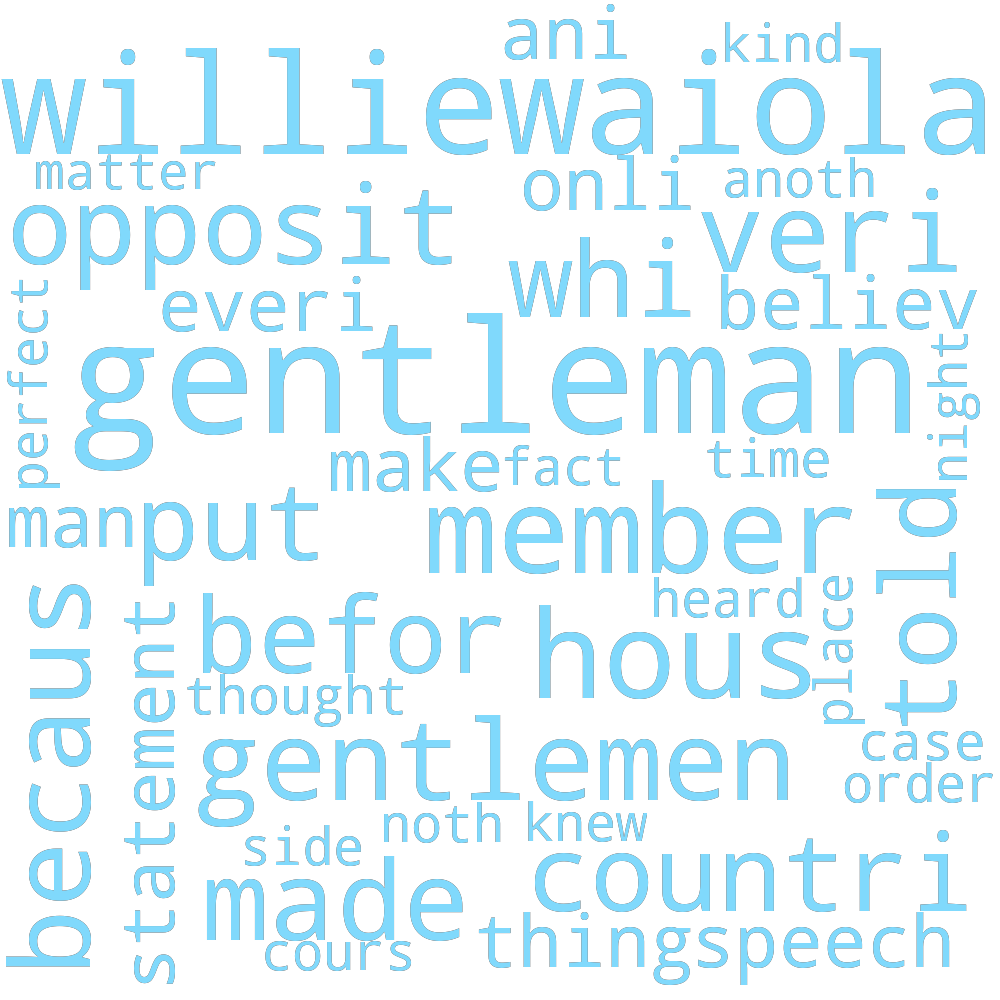 ani
kind
williewaiola
matter
onli
anoth
opposit
veri
whi
everi
believ
perfect
gentleman
night
make
fact
time
man
put
member
told
becaus
statement
befor
hous
heard
place
thought
gentlemen
case
order
noth
knew
side
made
countri
cours
thing
speech